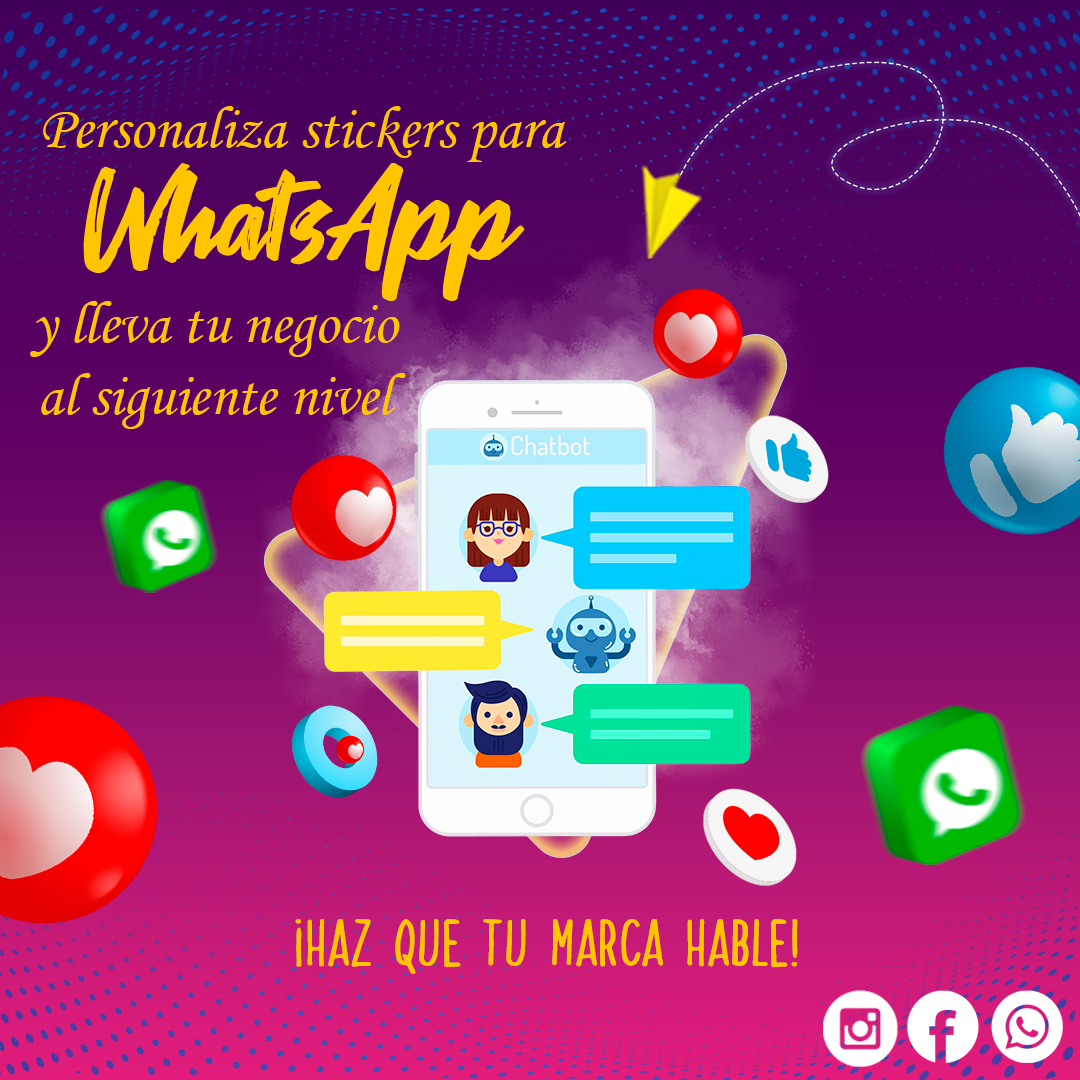 Personaliza stickers para
WhatsApp
y lleva tu negocio
al siguiente nivel
Chatbot
¡HAZ QUE TU MARCA HABLE!